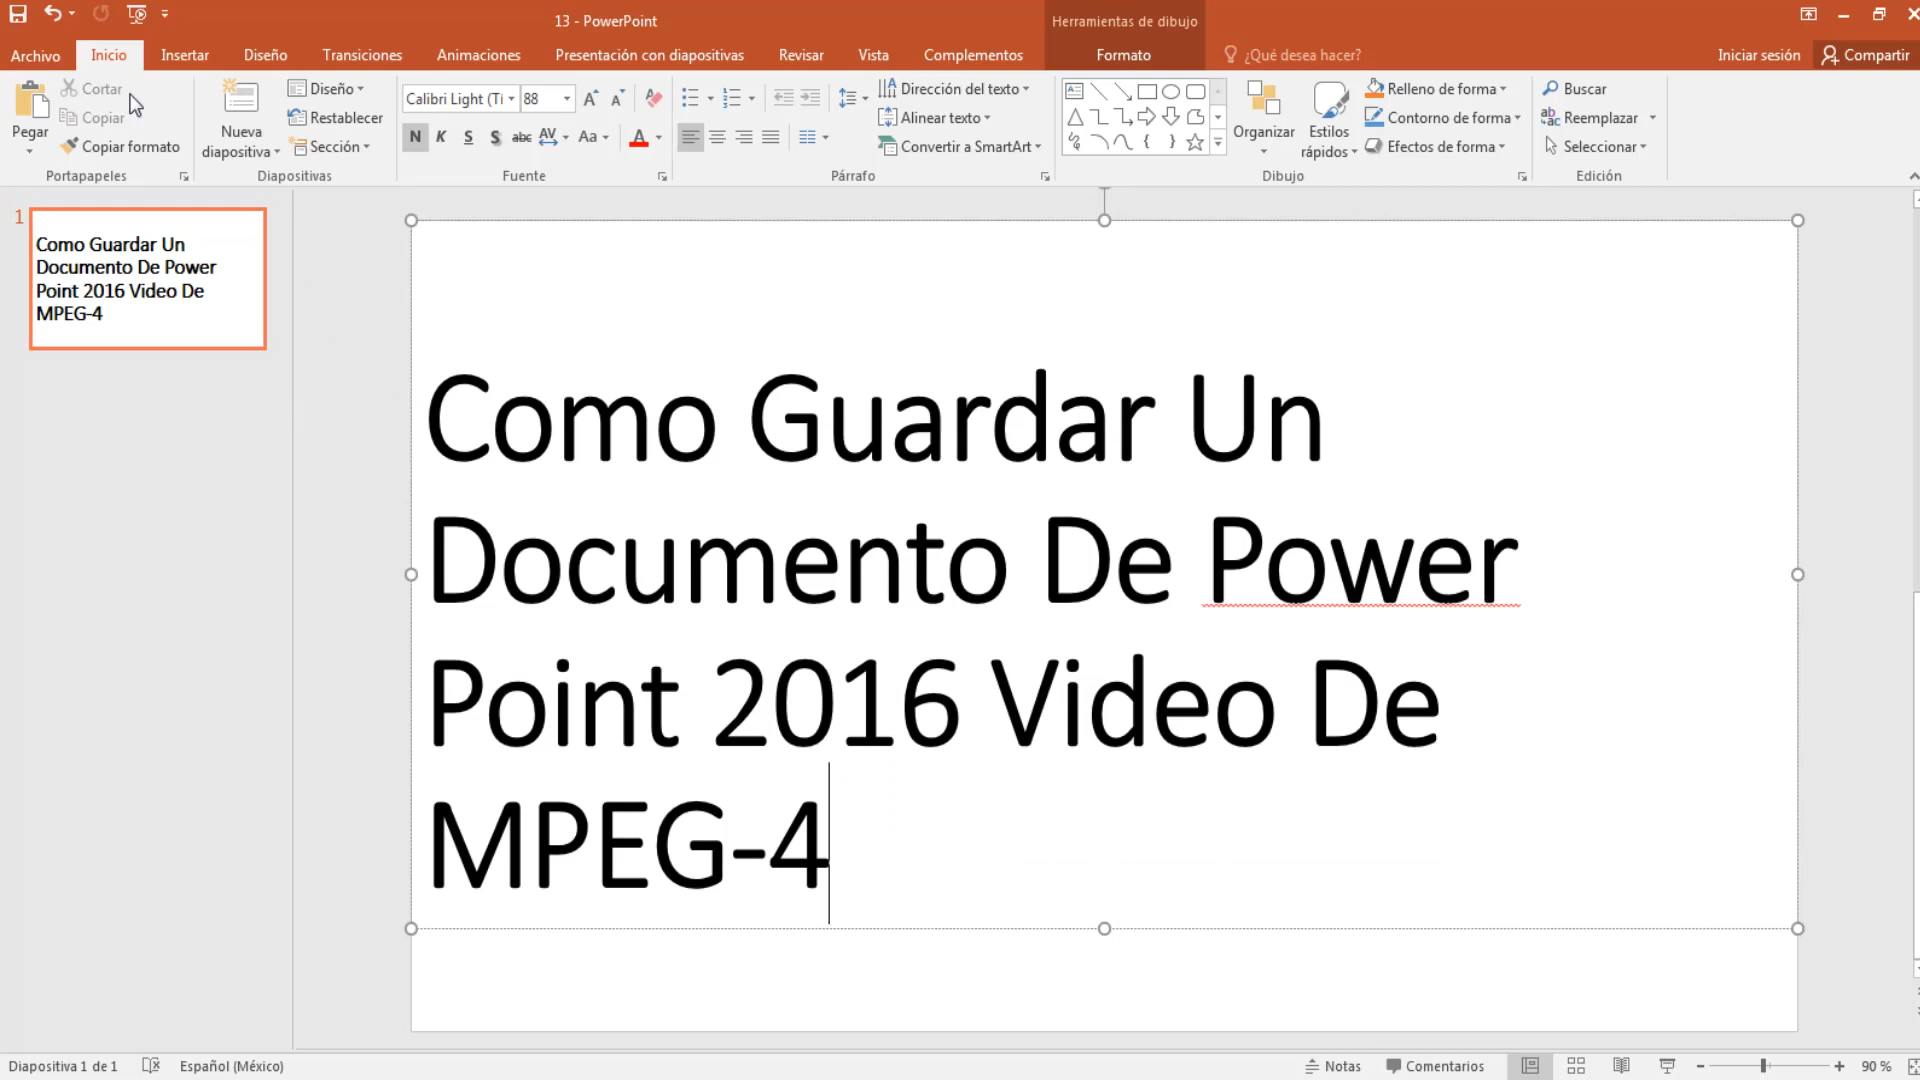 13 - PowerPoint
Herramientas de dibujo
Archivo Inicio Insertar Diseño Transiciones Animaciones Presentación con diapositivas Revisar Vista Complementos Formato ¿Qué desea hacer? Iniciar sesión Compartir
Pegar
Cortar
Copiar
Copiar formato
Portapapeles
Nueva
diapositiva
Diseño
Restablecer
Sección
Diapositivas
Calibri Light (Tí 88
N K S S abc AV Aa A
Fuente
Dirección del texto
Alinear texto
Convertir a SmartArt
Párrafo
Organizar
Estilos
rápidos
Relleno de forma
Contorno de forma
Efectos de forma
Dibujo
Buscar
Reemplazar
Seleccionar
Edición
1
Como Guardar Un
Documento De Power
Point 2016 Video De
MPEG-4
Como Guardar Un
Documento De Power
Point 2016 Video De
MPEG-4
Diapositiva 1 de 1 Español (México) Notas Comentarios 90 %